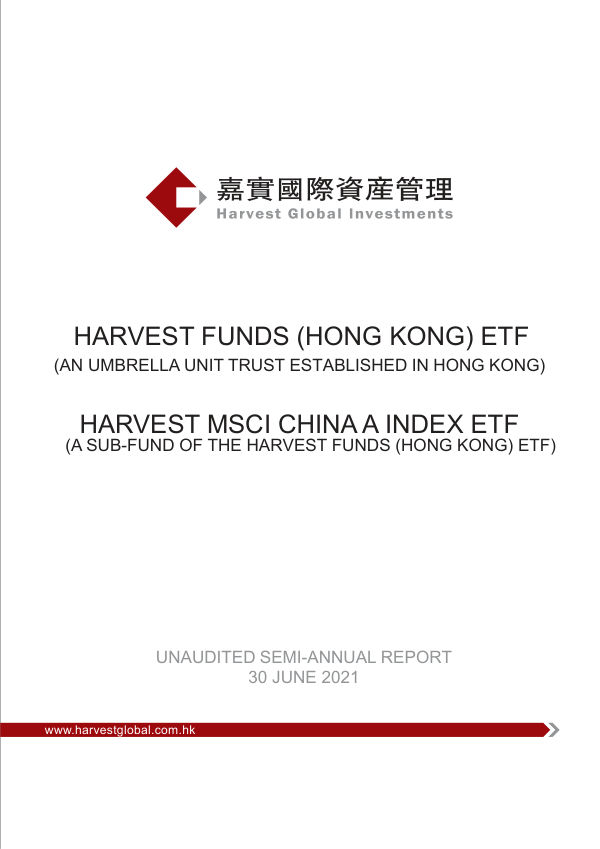 嘉實國際資產管理
Harvest Global Investments
HARVEST FUNDS (HONG KONG) ETF
(AN UMBRELLA UNIT TRUST ESTABLISHED IN HONG KONG)
HARVEST MSCI CHINA A INDEX ETF
(A SUB-FUND OF THE HARVEST FUNDS (HONG KONG) ETF)
UNAUDITED SEMI-ANNUAL REPORT
30 JUNE 2021
www.harvestglobal.com.hk